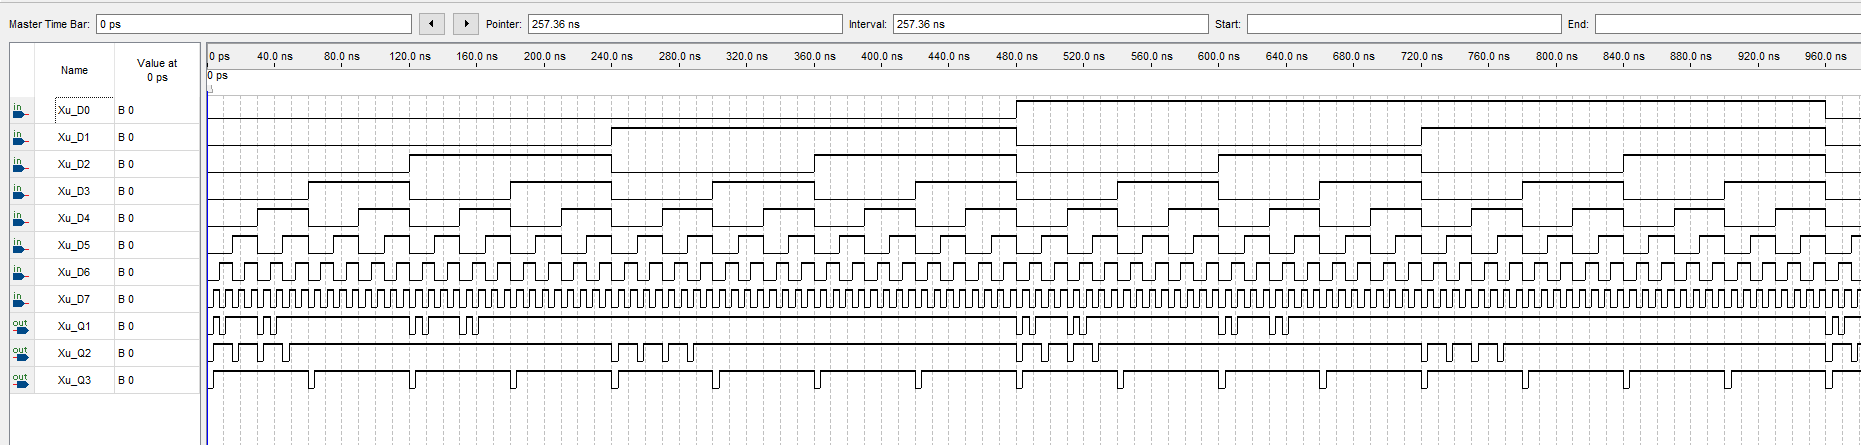 Master Time Bar: 0 ps Pointer: 257.36 ns Interval: 257.36 ns Start: End:
Name Value at 0 ps
0 ps 40.0 ns 80.0 ns 120.0 ns 160.0 ns 200.0 ns 240.0 ns 280.0 ns 320.0 ns 360.0 ns 400.0 ns 440.0 ns 480.0 ns 520.0 ns 560.0 ns 600.0 ns 640.0 ns 680.0 ns 720.0 ns 760.0 ns 800.0 ns 840.0 ns 880.0 ns 920.0 ns 960.0 ns
0 ps
in Xu_D0 B 0
in Xu_D1 B 0
in Xu_D2 B 0
in Xu_D3 B 0
in Xu_D4 B 0
in Xu_D5 B 0
in Xu_D6 B 0
in Xu_D7 B 0
out Xu_Q1 B 0
out Xu_Q2 B 0
out Xu_Q3 B 0